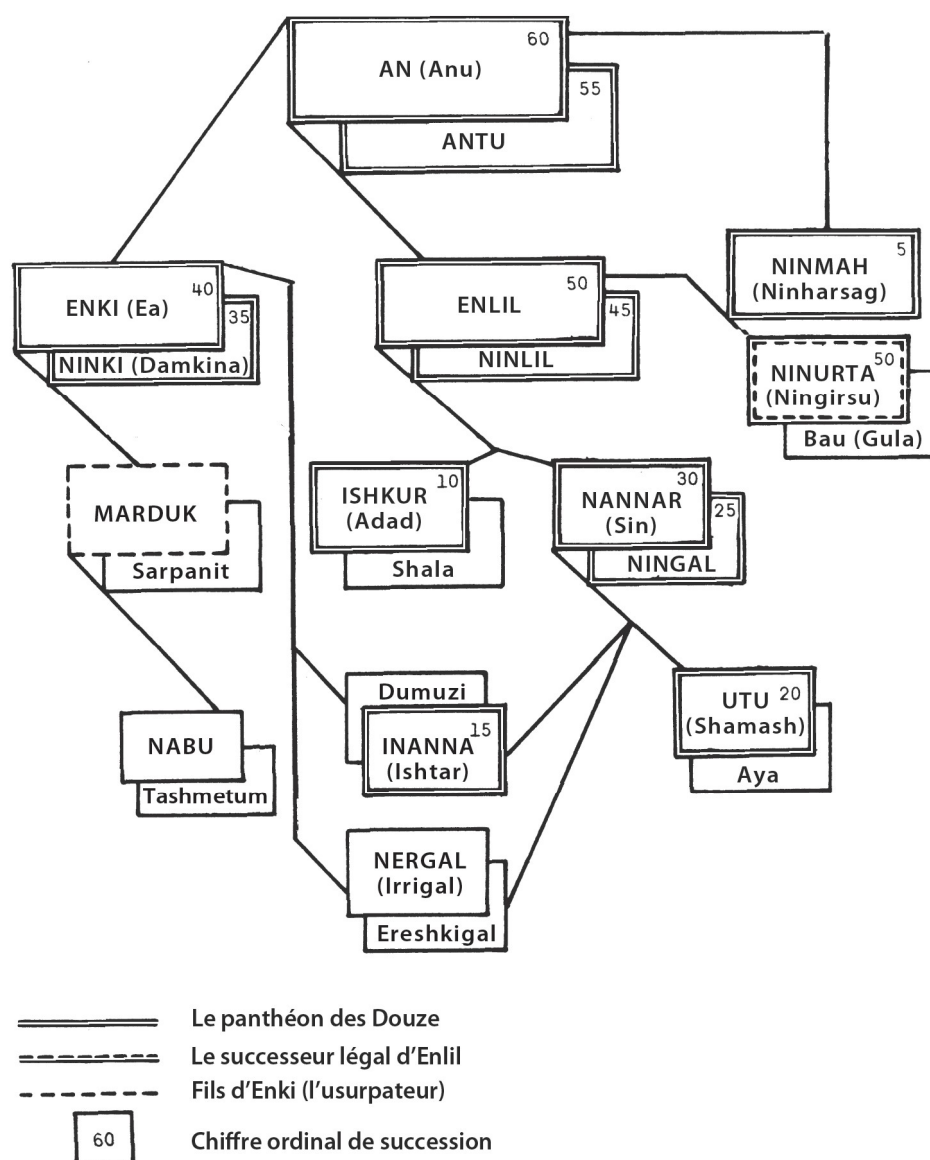 60
AN (Anu)
55
ANTU
5
NINMAH
(Ninharsag)
40
ENKI (Ea)
35
NINKI (Damkina)
50
ENLIL
45
NINLIL
50
NINURTA
(Ningirsu)
Bau (Gula)
MARDUK
Sarpanit
10
ISHKUR
(Adad)
Shala
30
NANNAR
(Sin)
25
NINGAL
Dumuzi
15
INANNA
(Ishtar)
20
UTU
(Shamash)
Aya
NABU
Tashmetum
NERGAL
(Irrigal)
Ereshkigal
Le panthéon des Douze
Le successeur légal d’Enlil
Fils d’Enki (l’usurpateur)
60 Chiffre ordinal de succession